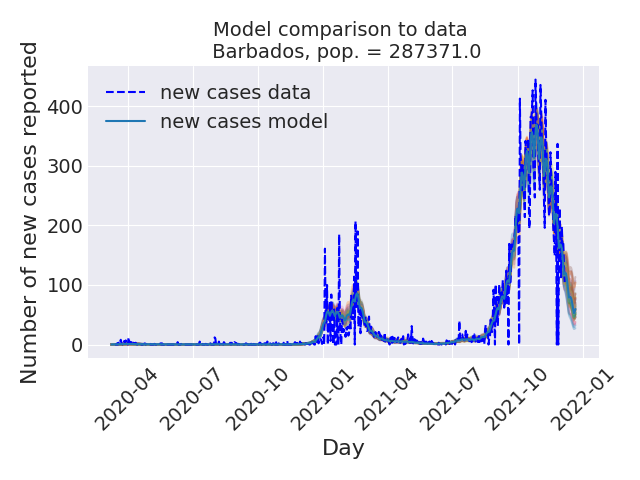 Model comparison to data
Barbados, pop. = 287371.0
Number of new cases reported
400
300
200
100
0
new cases data
new cases model
2020-04
2020-07
2020-10
2021-01
2021-04
2021-07
2021-10
2022-01
Day